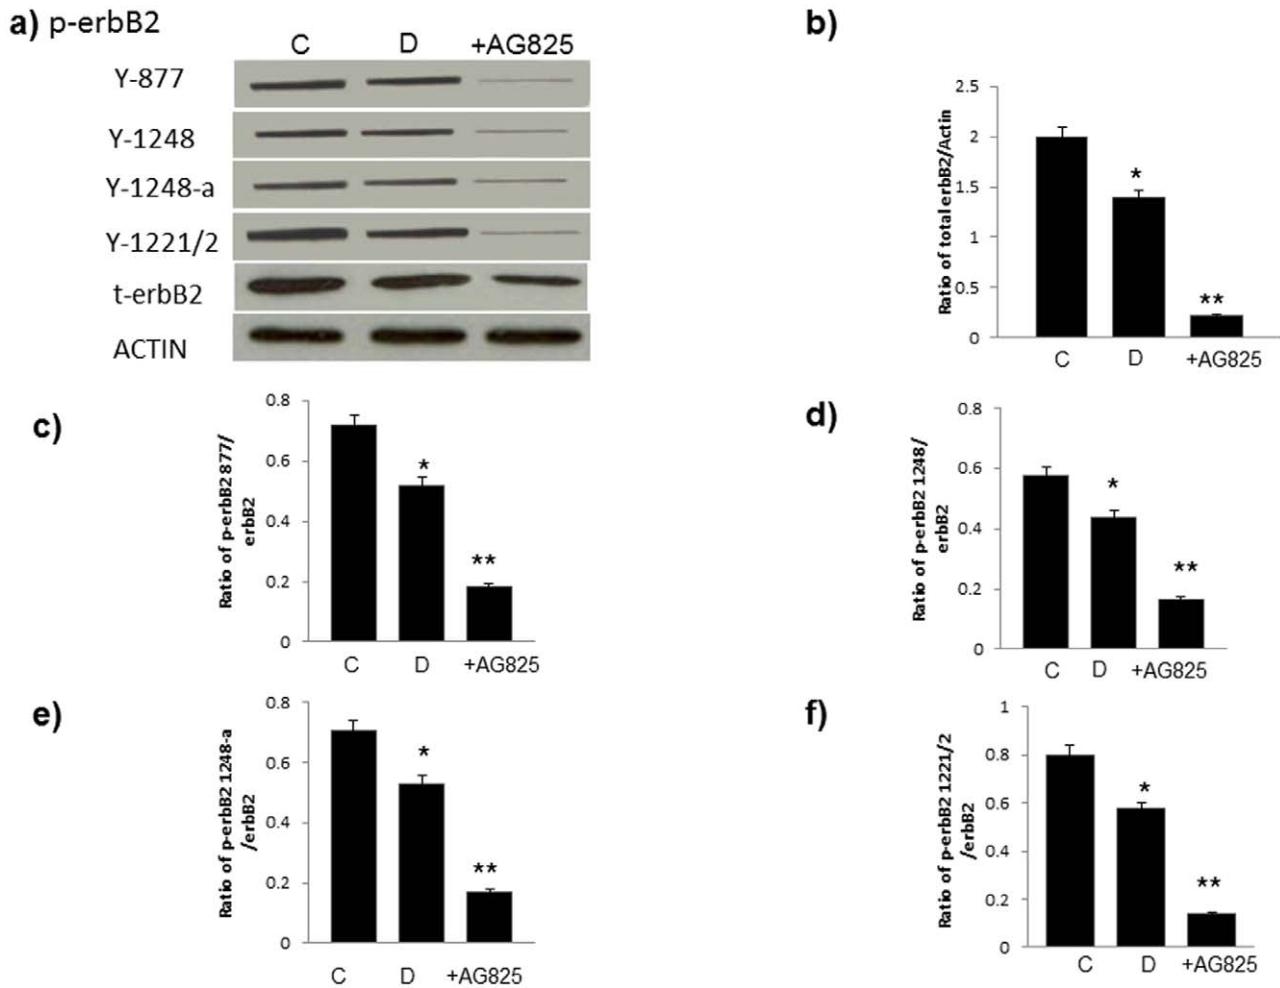 a) p-erbB2
C D +AG825
Y-877
Y-1248
Y-1248-a
Y-1221/2
t-erbB2
ACTIN
b)
Ratio of total erbB2/Actin
2.5
2
1.5
1
0.5
0
*
**
C D +AG825
c)
Ratio of p-erbB2 877/
erbB2
0.8
0.6
0.4
0.2
0
*
**
C D +AG825
d)
Ratio of p-erbB2 1248/
erbB2
0.8
0.6
0.4
0.2
0
*
**
C D +AG825
e)
Ratio of p-erbB2 1248-a
/erbB2
0.8
0.6
0.4
0.2
0
*
**
C D +AG825
f)
Ratio of p-erbB2 1221/2
/erbB2
1
0.8
0.6
0.4
0.2
0
*
**
C D +AG825